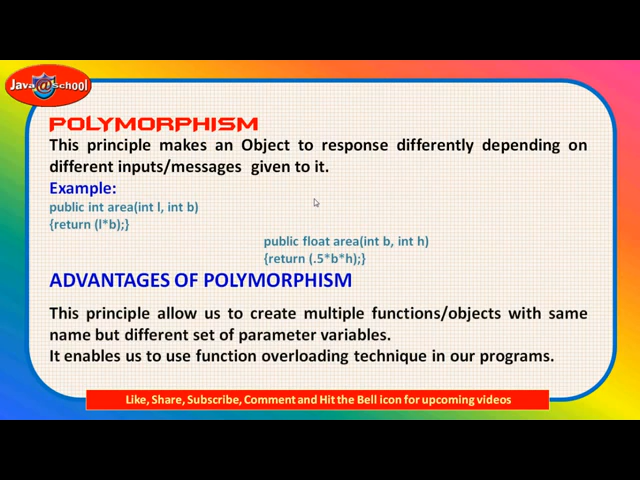 Java@School
POLYMORPHISM
This principle makes an Object to response differently depending on
different inputs/messages given to it.
Example:
public int area(int l, int b)
{return (l*b);}
public float area(int b, int h)
{return (.5*b*h);}
ADVANTAGES OF POLYMORPHISM
This principle allow us to create multiple functions/objects with same
name but different set of parameter variables.
It enables us to use function overloading technique in our programs.
Like, Share, Subscribe, Comment and Hit the Bell icon for upcoming videos